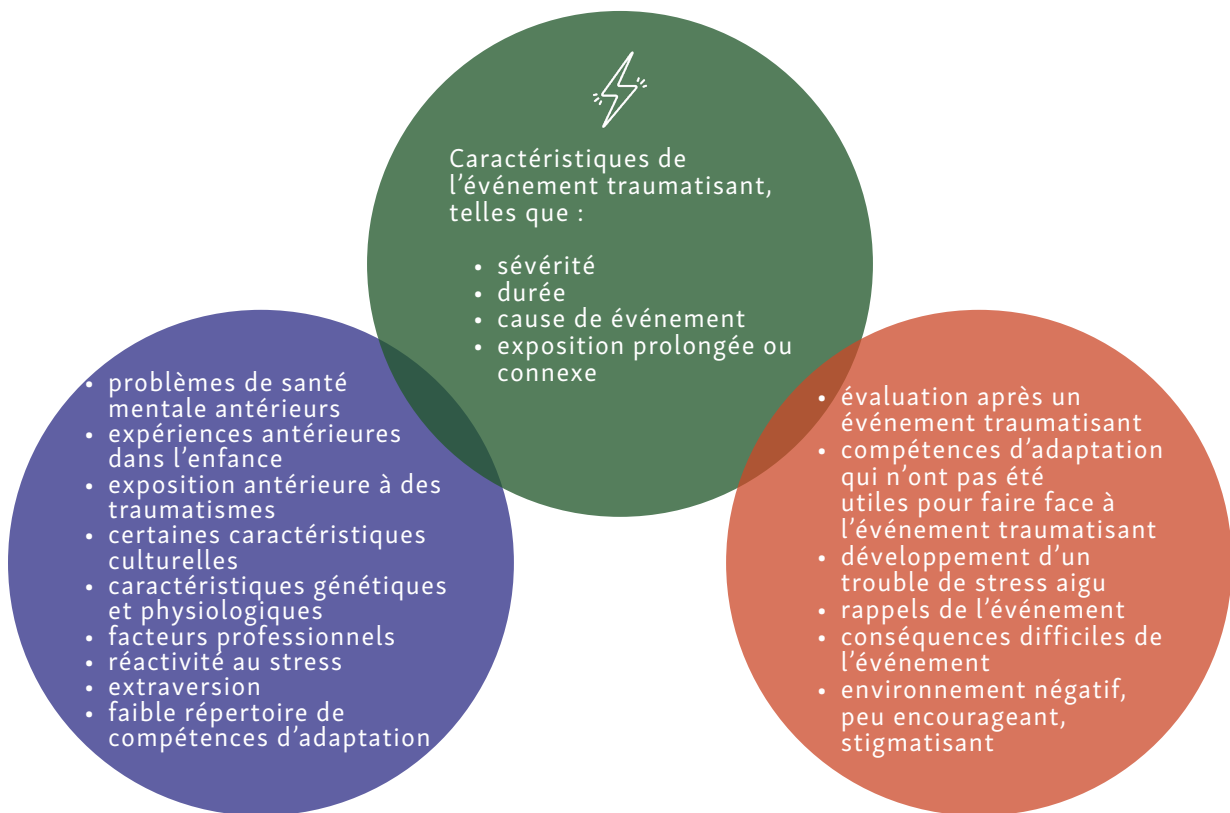 Caractéristiques de
l’événement traumatisant,
telles que :
• sévérité
• durée
• cause de événement
• exposition prolongée ou
connexe
• problèmes de santé
mentale antérieurs
• expériences antérieures
dans l’enfance
• exposition antérieure à des
traumatismes
• certaines caractéristiques
culturelles
• caractéristiques génétiques
et physiologiques
• facteurs professionnels
• réactivité au stress
• extraversion
• faible répertoire de
compétences d’adaptation
• évaluation après un
événement traumatisant
• compétences d’adaptation
qui n’ont pas été
utiles pour faire face à
l’événement traumatisant
• développement d’un
trouble de stress aigu
• rappels de l’événement
• conséquences difficiles de
l’événement
• environnement négatif,
peu encourageant,
stigmatisant